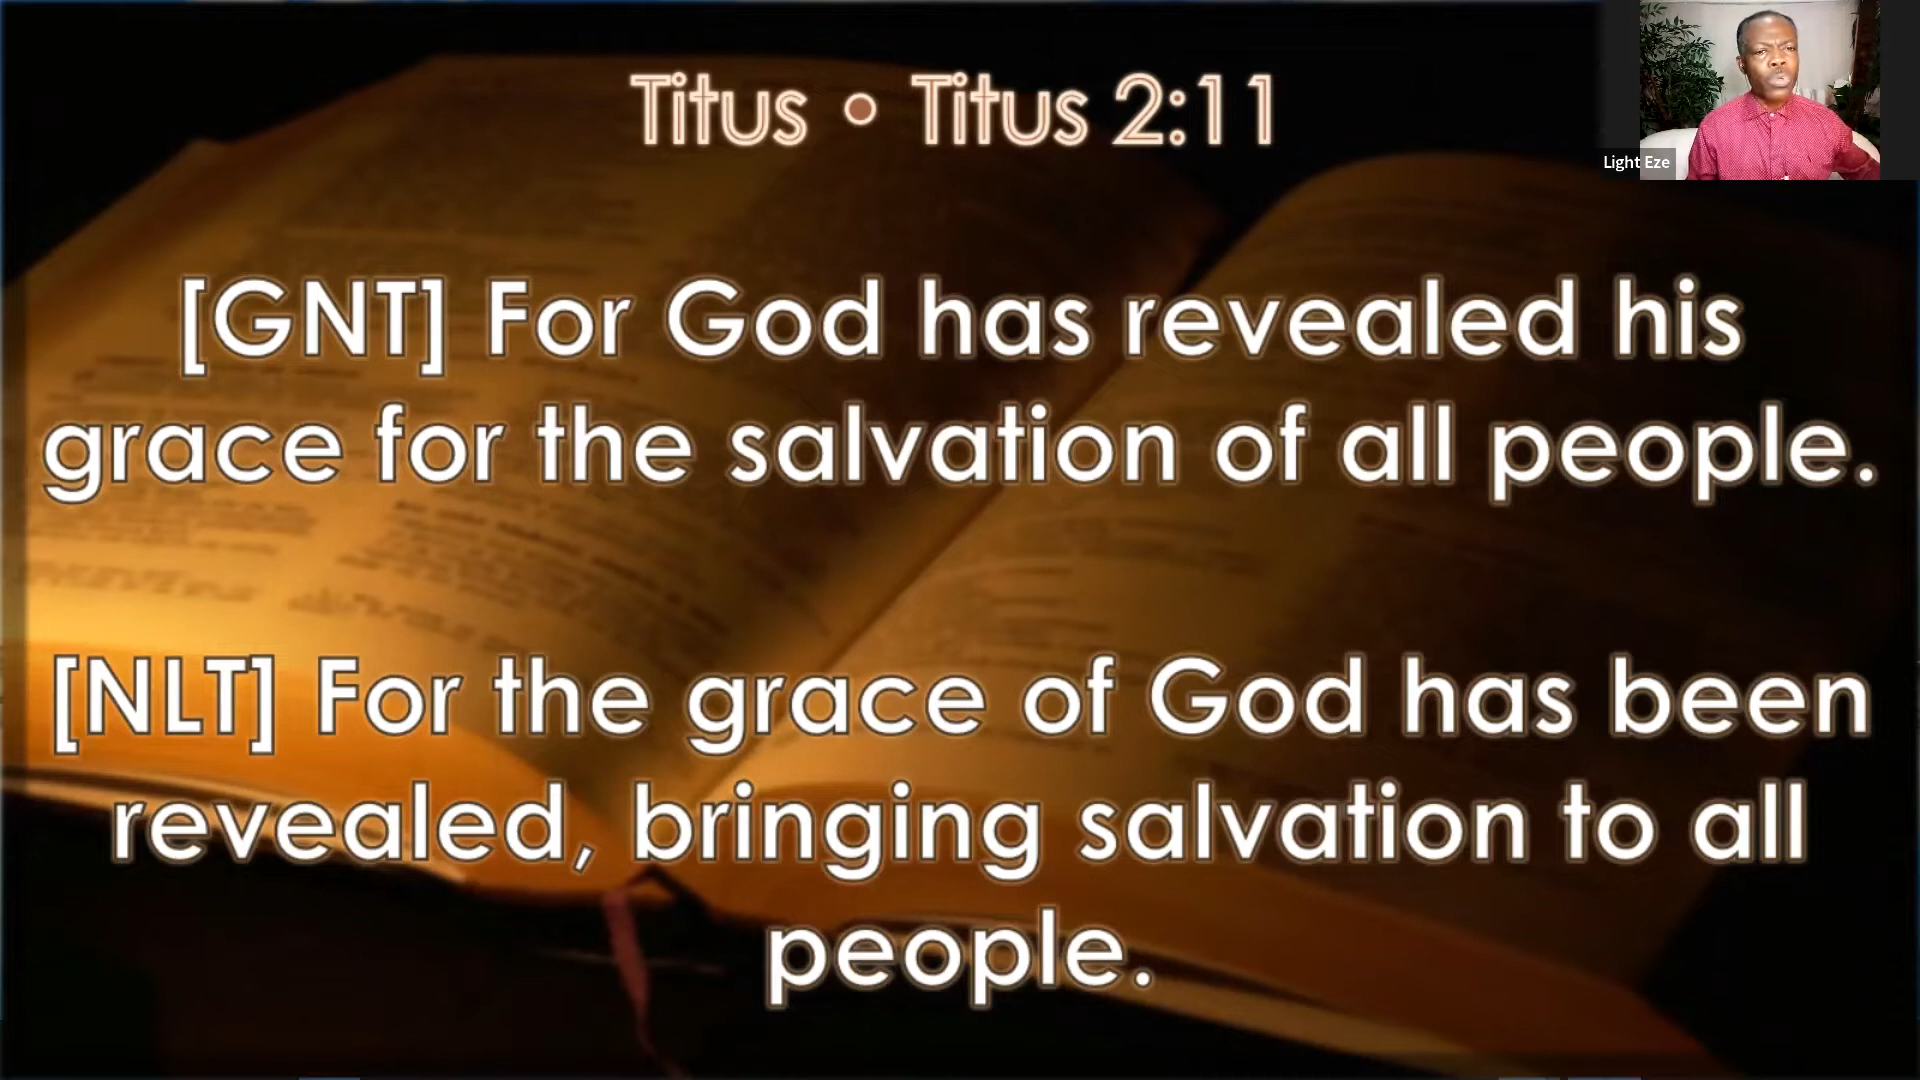 Titus • Titus 2:11
Light Eze
[GNT] For God has revealed his
grace for the salvation of all people.
[NLT] For the grace of God has been
revealed, bringing salvation to all
people.